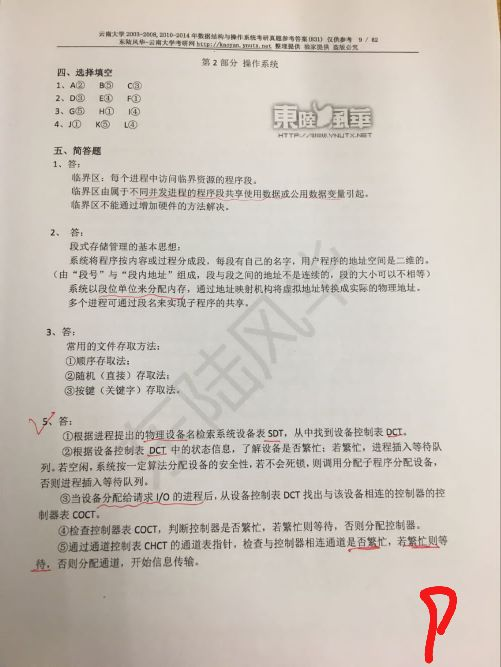 云南大学 2003-2008,2010-2014 年数据结构与操作系统考研真题参考答案(831) 仅供参考 9 / 82
东陆风华-云南大学考研网 http://kaoyan.ynutx.net 整理提供 独家提供 盗版必究
第 2 部分 操作系统
四、选择填空
1、A② B⑤ C③
2、D③ E④ F①
3、G⑤ H① I④
4、J① K⑤ L④
東陸風華
HTTP://WWW.YNUTX.NET
五、简答题
1、答:
临界区：每个进程中访问临界资源的程序段。
临界区由属于不同并发进程的程序段共享使用数据或公用数据变量引起。
临界区不能通过增加硬件的方法解决。
2、 答:
段式存储管理的基本思想;
系统将程序按内容或过程分成段，每段有自己的名字，用户程序的地址空间是二维的。
（由“段号”与“段内地址”组成，段与段之间的地址不是连续的，段的大小可以不相等）
系统以段位单位来分配内存，通过地址映射机构将虚拟地址转换成实际的物理地址。
多个进程可通过段名来实现子程序的共享。
3、答:
常用的文件存取方法;
①顺序存取法;
②随机（直接）存取法;
③按键（关键字）存取法。
5、答:
①根据进程提出的物理设备名检索系统设备表 SDT，从中找到设备控制表 DCT。
②根据设备控制表 DCT 中的状态信息，了解设备是否繁忙；若繁忙，进程插入等待队
列。若空闲，系统按一定算法分配设备的安全性，若不会死锁，则调用分配子程序分配设备，
否则进程插入等待队列。
③当设备分配给请求 I/O 的进程后，从设备控制表 DCT 找出与该设备相连的控制器的控
制器表 COCT。
④检查控制器表 COCT，判断控制器是否繁忙，若繁忙则等待，否则分配控制器。
⑤通过通道控制表 CHCT 的通道表指针，检查与控制器相连通道是否繁忙，若繁忙则等
待，否则分配通道，开始信息传输。
P